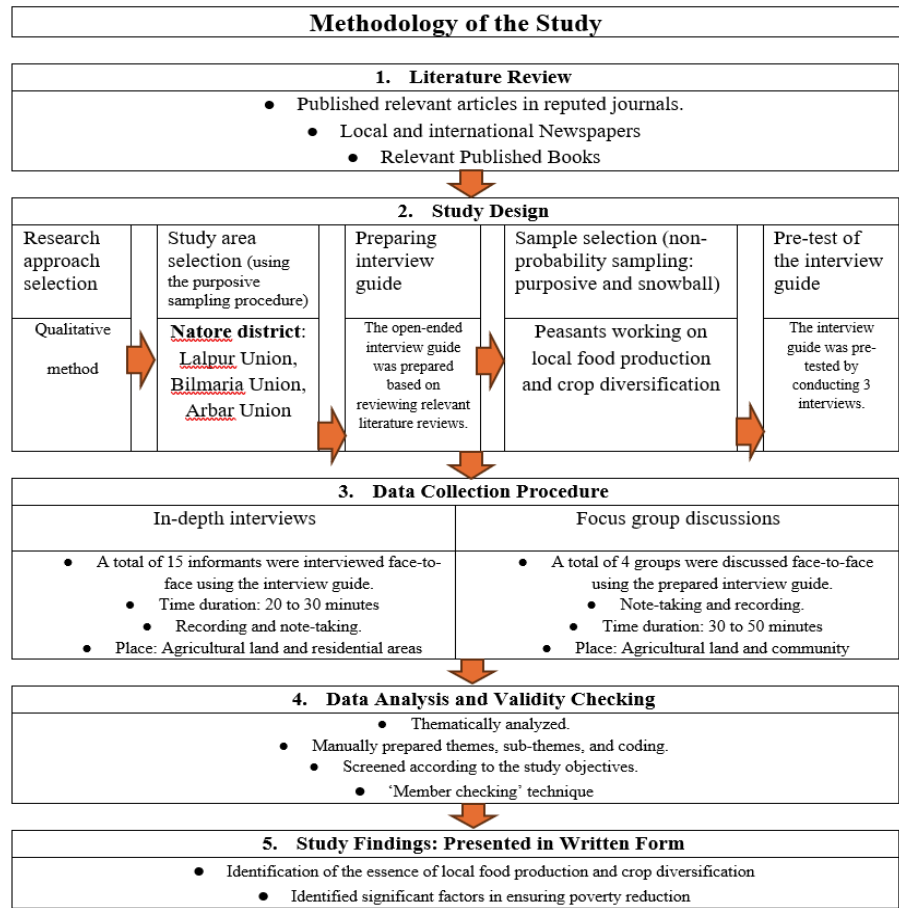 Methodology of the Study
1. Literature Review
● Published relevant articles in reputed journals.
● Local and international Newspapers
● Relevant Published Books
2. Study Design
Research
approach
selection
Qualitative
method
Study area
selection (using
the purposive
sampling procedure)
Natore district:
Lalpur Union,
Bilmaria Union,
Arbar Union
Preparing
interview
guide
The open-ended
interview guide
was prepared
based on
reviewing relevant
literature reviews.
Sample selection (non-
probability sampling:
purposive and snowball)
Peasants working on
local food production
and crop diversification
Pre-test of
the interview
guide
The interview
guide was pre-
tested by
conducting 3
interviews.
3. Data Collection Procedure
In-depth interviews
● A total of 15 informants were interviewed face-to-
face using the interview guide.
● Time duration: 20 to 30 minutes
● Recording and note-taking.
● Place: Agricultural land and residential areas
Focus group discussions
● A total of 4 groups were discussed face-to-face
using the prepared interview guide.
● Note-taking and recording.
● Time duration: 30 to 50 minutes
● Place: Agricultural land and community
4. Data Analysis and Validity Checking
● Thematically analyzed.
● Manually prepared themes, sub-themes, and coding.
● Screened according to the study objectives.
● ‘Member checking’ technique
5. Study Findings: Presented in Written Form
● Identification of the essence of local food production and crop diversification
● Identified significant factors in ensuring poverty reduction